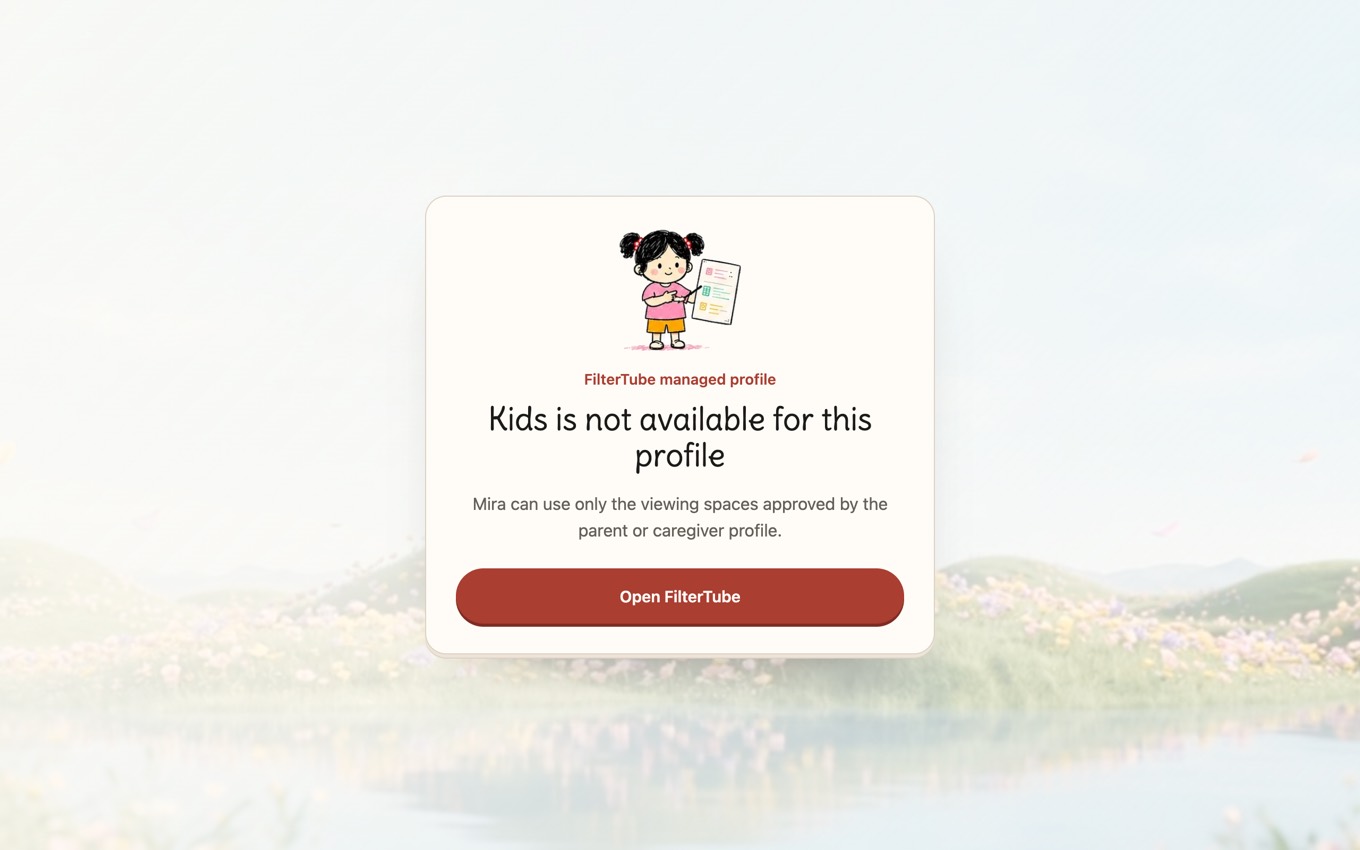 FilterTube managed profile
Kids is not available for this
profile
Mira can use only the viewing spaces approved by the
parent or caregiver profile.
Open FilterTube